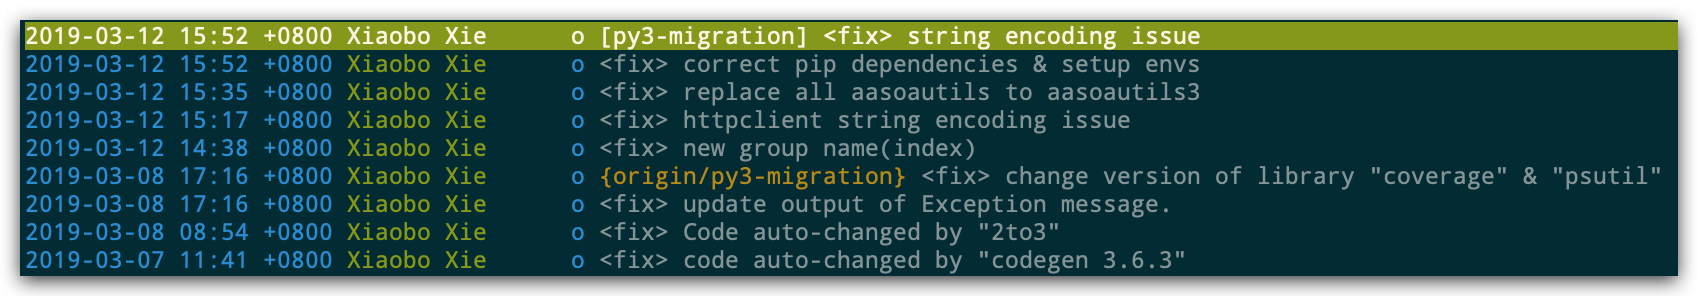 2019-03-12 15:52 +0800 Xiaobo Xie o [py3-migration] <fix> string encoding issue
2019-03-12 15:52 +0800 Xiaobo Xie o <fix> correct pip dependencies & setup envs
2019-03-12 15:35 +0800 Xiaobo Xie o <fix> replace all aasoautils to aasoautils3
2019-03-12 15:17 +0800 Xiaobo Xie o <fix> httpclient string encoding issue
2019-03-12 14:38 +0800 Xiaobo Xie o <fix> new group name(index)
2019-03-08 17:16 +0800 Xiaobo Xie o {origin/py3-migration} <fix> change version of library "coverage" & "psutil"
2019-03-08 17:16 +0800 Xiaobo Xie o <fix> update output of Exception message.
2019-03-08 08:54 +0800 Xiaobo Xie o <fix> Code auto-changed by "2to3"
2019-03-07 11:41 +0800 Xiaobo Xie o <fix> code auto-changed by "codegen 3.6.3"